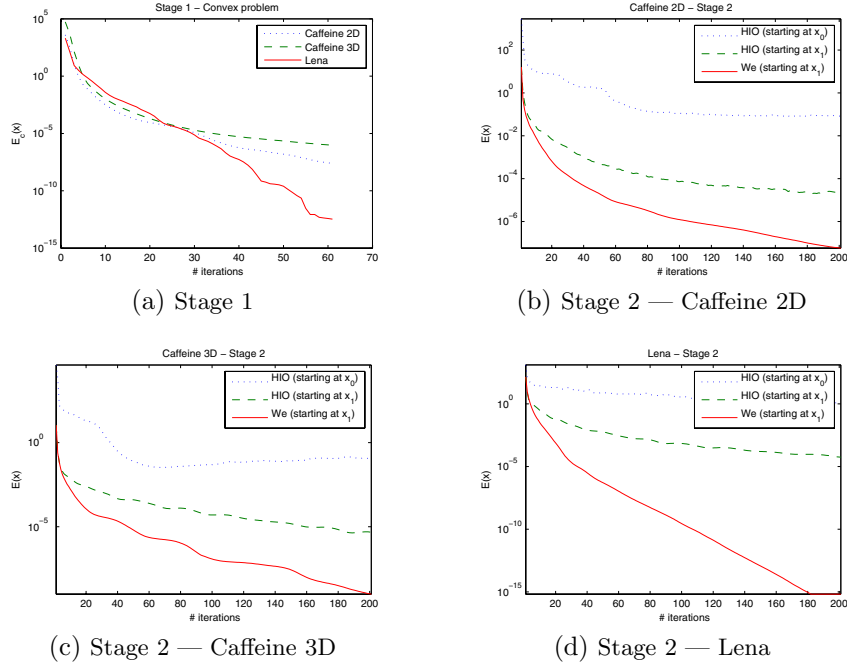 Stage 1 − Convex problem
Caffeine 2D
Caffeine 3D
Lena
10^5
10^0
10^−5
10^−10
10^−15
E_c(x)
0 10 20 30 40 50 60 70
# iterations
(a) Stage 1
Caffeine 2D − Stage 2
HIO (starting at x_0)
HIO (starting at x_1)
We (starting at x_1)
10^2
10^0
10^−2
10^−4
10^−6
E(x)
20 40 60 80 100 120 140 160 180 200
# iterations
(b) Stage 2 — Caffeine 2D
Caffeine 3D − Stage 2
HIO (starting at x_0)
HIO (starting at x_1)
We (starting at x_1)
10^0
10^−5
E(x)
20 40 60 80 100 120 140 160 180 200
# iterations
(c) Stage 2 — Caffeine 3D
Lena − Stage 2
HIO (starting at x_0)
HIO (starting at x_1)
We (starting at x_1)
10^0
10^−5
10^−10
10^−15
E(x)
20 40 60 80 100 120 140 160 180 200
# iterations
(d) Stage 2 — Lena